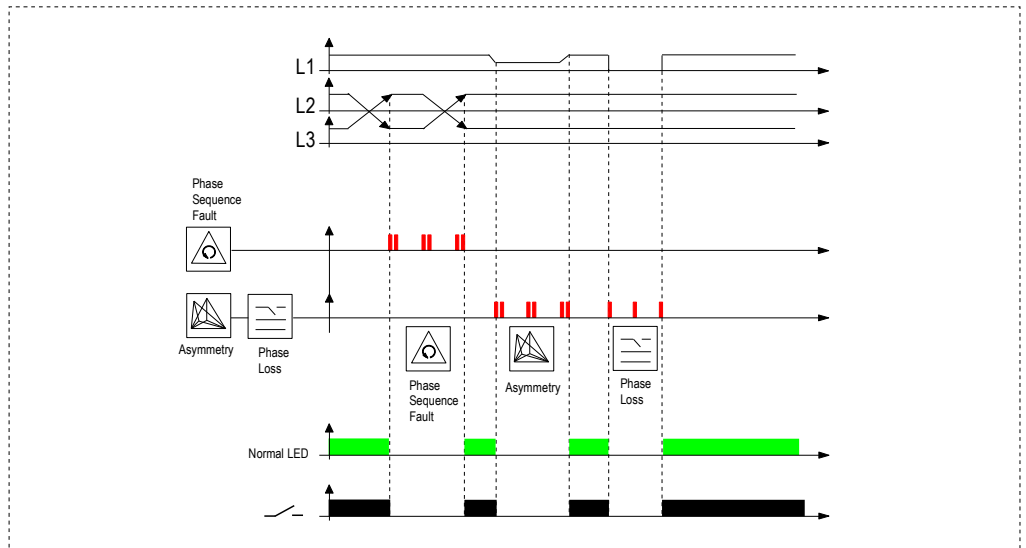 L1
L2
L3
Phase
Sequence
Fault
Asymmetry
Phase
Loss
Phase
Sequence
Fault
Asymmetry
Phase
Loss
Normal LED